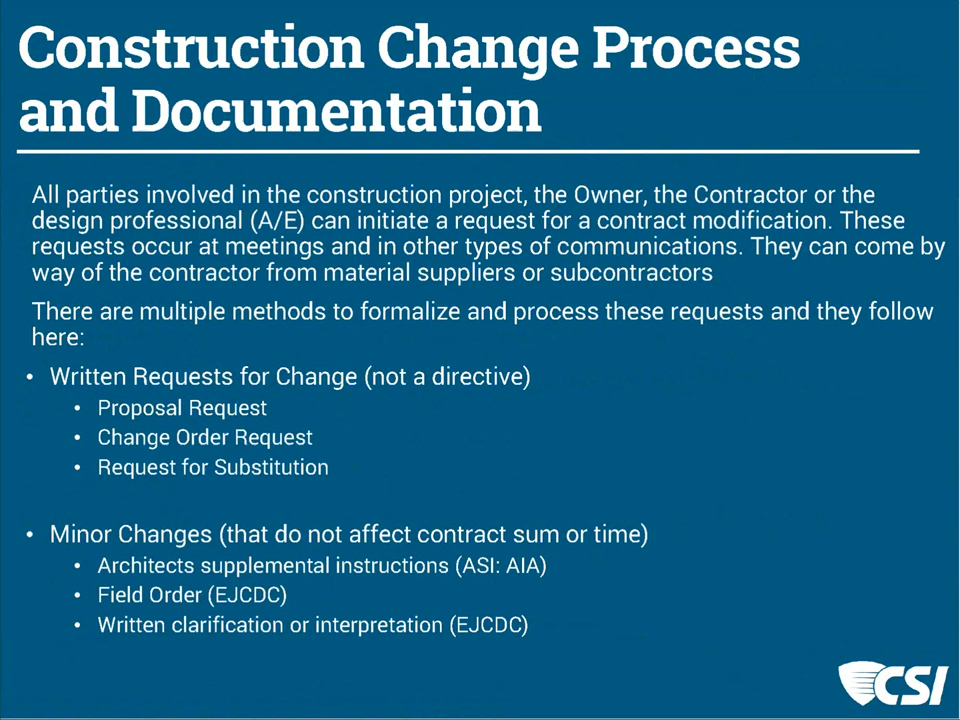 Construction Change Process
and Documentation
All parties involved in the construction project, the Owner, the Contractor or the
design professional (A/E) can initiate a request for a contract modification. These
requests occur at meetings and in other types of communications. They can come by
way of the contractor from material suppliers or subcontractors
There are multiple methods to formalize and process these requests and they follow
here:
• Written Requests for Change (not a directive)
• Proposal Request
• Change Order Request
• Request for Substitution
• Minor Changes (that do not affect contract sum or time)
• Architects supplemental instructions (ASI: AIA)
• Field Order (EJCDC)
• Written clarification or interpretation (EJCDC)
CSI